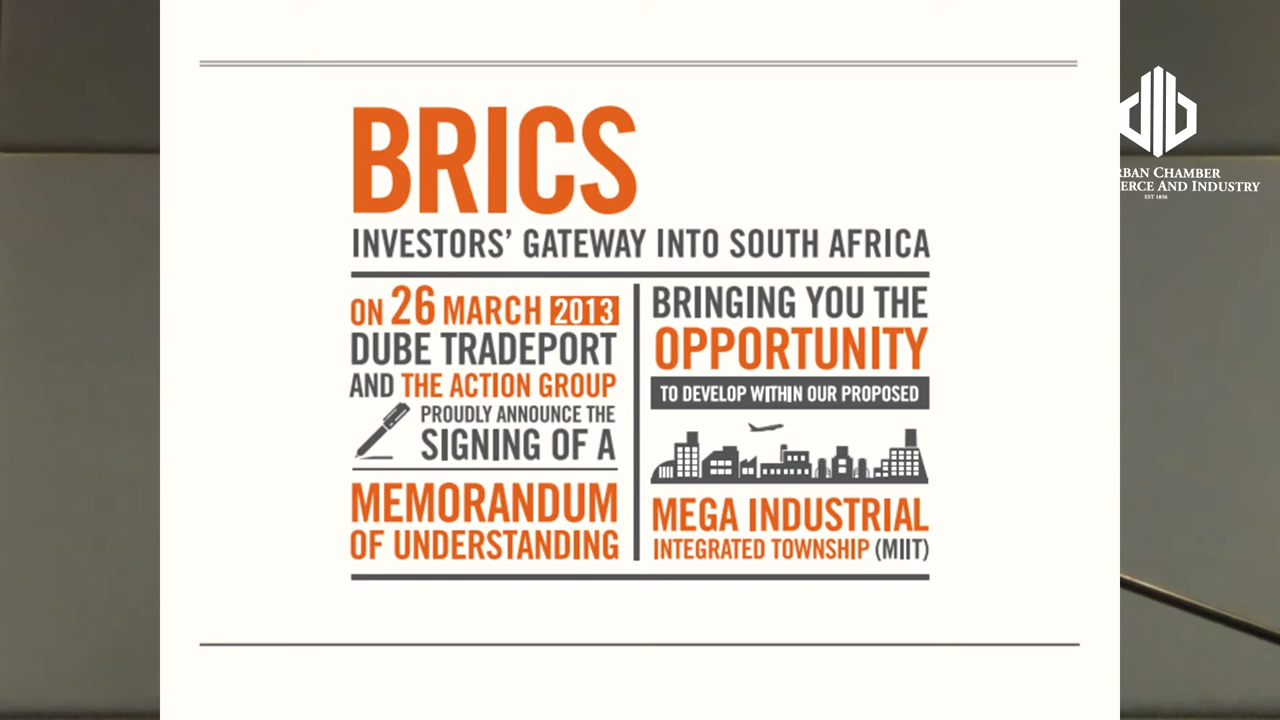 BRICS
INVESTORS’ GATEWAY INTO SOUTH AFRICA
ON 26 MARCH 2013
DUBE TRADEPORT
AND THE ACTION GROUP
PROUDLY ANNOUNCE THE
SIGNING OF A
MEMORANDUM
OF UNDERSTANDING
BRINGING YOU THE
OPPORTUNITY
TO DEVELOP WITHIN OUR PROPOSED
MEGA INDUSTRIAL
INTEGRATED TOWNSHIP (MIIT)
RBAN CHAMBER
ERCE AND INDUSTRY
EST 1856